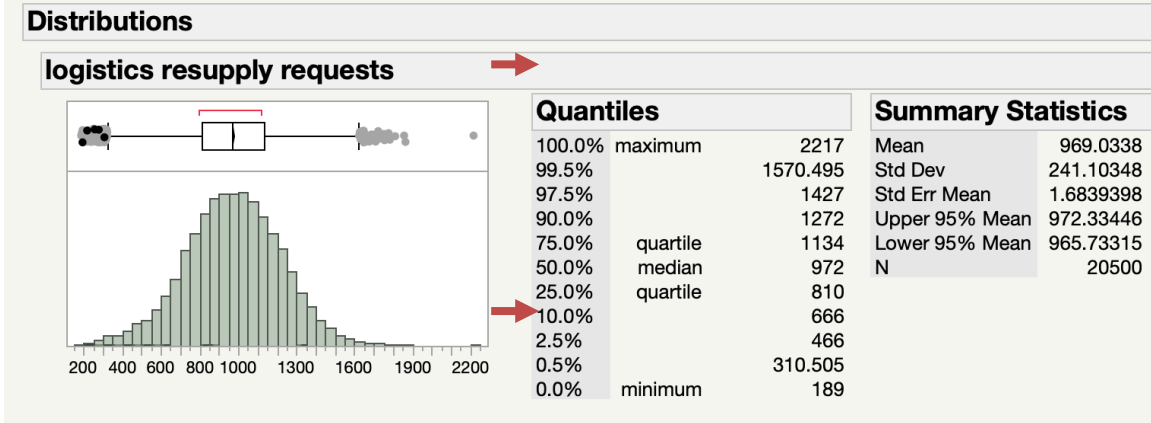 Distributions
logistics resupply requests
200 400 600 800 1000 1300 1600 1900 2200
Quantiles
100.0% maximum 2217
99.5% 1570.495
97.5% 1427
90.0% 1272
75.0% quartile 1134
50.0% median 972
25.0% quartile 810
10.0% 666
2.5% 466
0.5% 310.505
0.0% minimum 189
Summary Statistics
Mean 969.0338
Std Dev 241.10348
Std Err Mean 1.6839398
Upper 95% Mean 972.33446
Lower 95% Mean 965.73315
N 20500